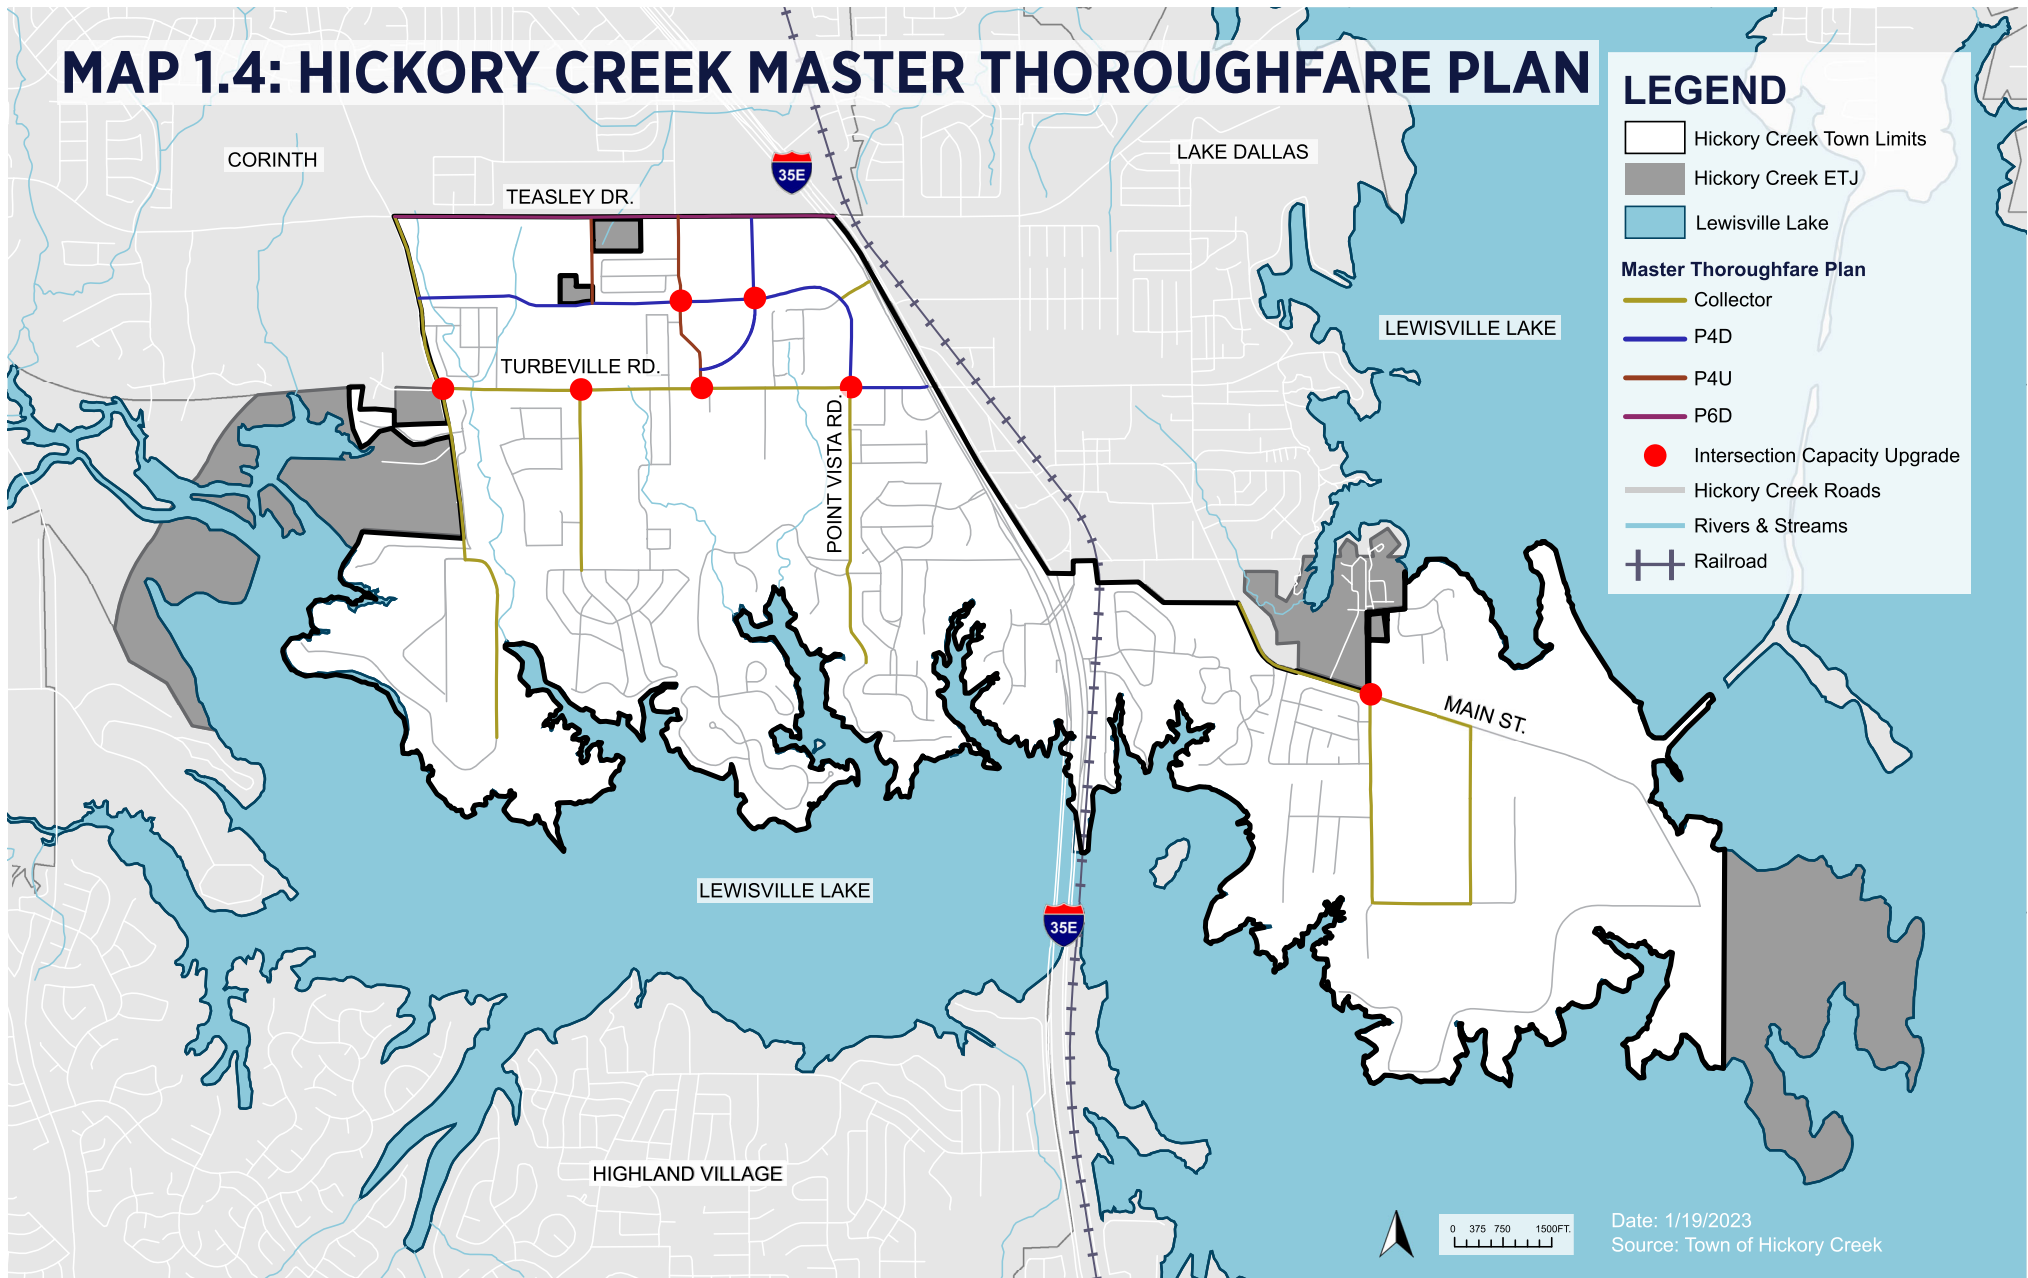 MAP 1.4: HICKORY CREEK MASTER THOROUGHFARE PLAN
LEGEND
Hickory Creek Town Limits
Hickory Creek ETJ
Lewisville Lake
Master Thoroughfare Plan
Collector
P4D
P4U
P6D
Intersection Capacity Upgrade
Hickory Creek Roads
Rivers & Streams
Railroad
CORINTH
LAKE DALLAS
35E
TEASLEY DR.
LEWISVILLE LAKE
TURBEVILLE RD.
POINT VISTA RD.
MAIN ST.
LEWISVILLE LAKE
35E
HIGHLAND VILLAGE
0 375 750 1500FT.
Date: 1/19/2023
Source: Town of Hickory Creek